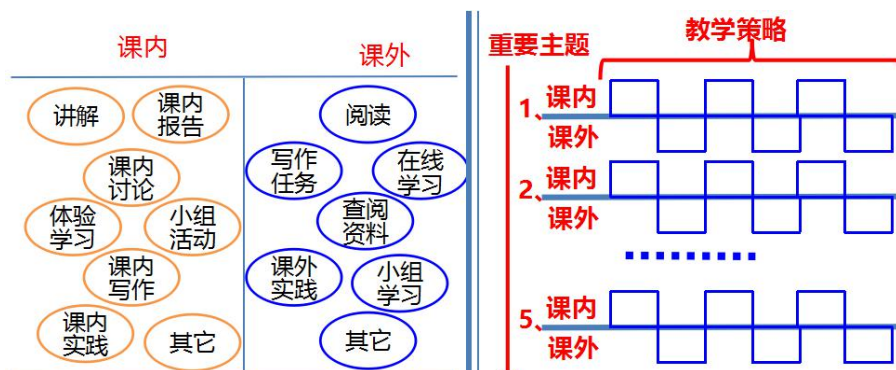 课内
课外
讲解
课内
报告
课内
讨论
体验
学习
小组
活动
课内
写作
课内
实践
其它
阅读
写作
任务
在线
学习
查阅
资料
课外
实践
小组
学习
其它
重要主题
教学策略
1、课内
课外
2、课内
课外
5、课内
课外